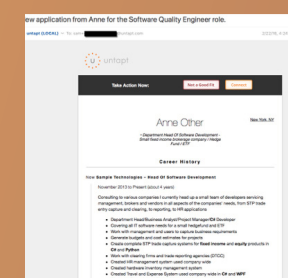 ew application from Anne for the Software Quality Engineer role.
untapt (LOCAL)
untapt
Take Action Now:
Not a Good Fit
Connect
Anne Other
New York, NY
- Department Head Of Software Development -
Small fixed income brokerage company / Hedge
Fund / ETF
Career History
Now Sample Technologies - Head Of Software Development
November 2013 to Present (about 4 years)
Consulting to various companies I currently head up a small team of developers servicing
management, brokers and vendors in all aspects of the companies' needs, from STP trade
entry capture and clearing, to reporting, to HR applications
• Department Head/Business Analyst/Project Manager/C# Developer
• Covering all IT software needs for a small hedgefund and ETF
• Work with management and users to capture business requirements
• Generate budgets and cost estimates for projects
• Create complete STP trade capture systems for fixed income and equity products in
C# and Python
• Work with clearing firms and trade reporting agencies (DTCC)
• Created HR management system used company wide
• Created hardware inventory management system
• Created Travel and Expense System used company wide in C# and WPF